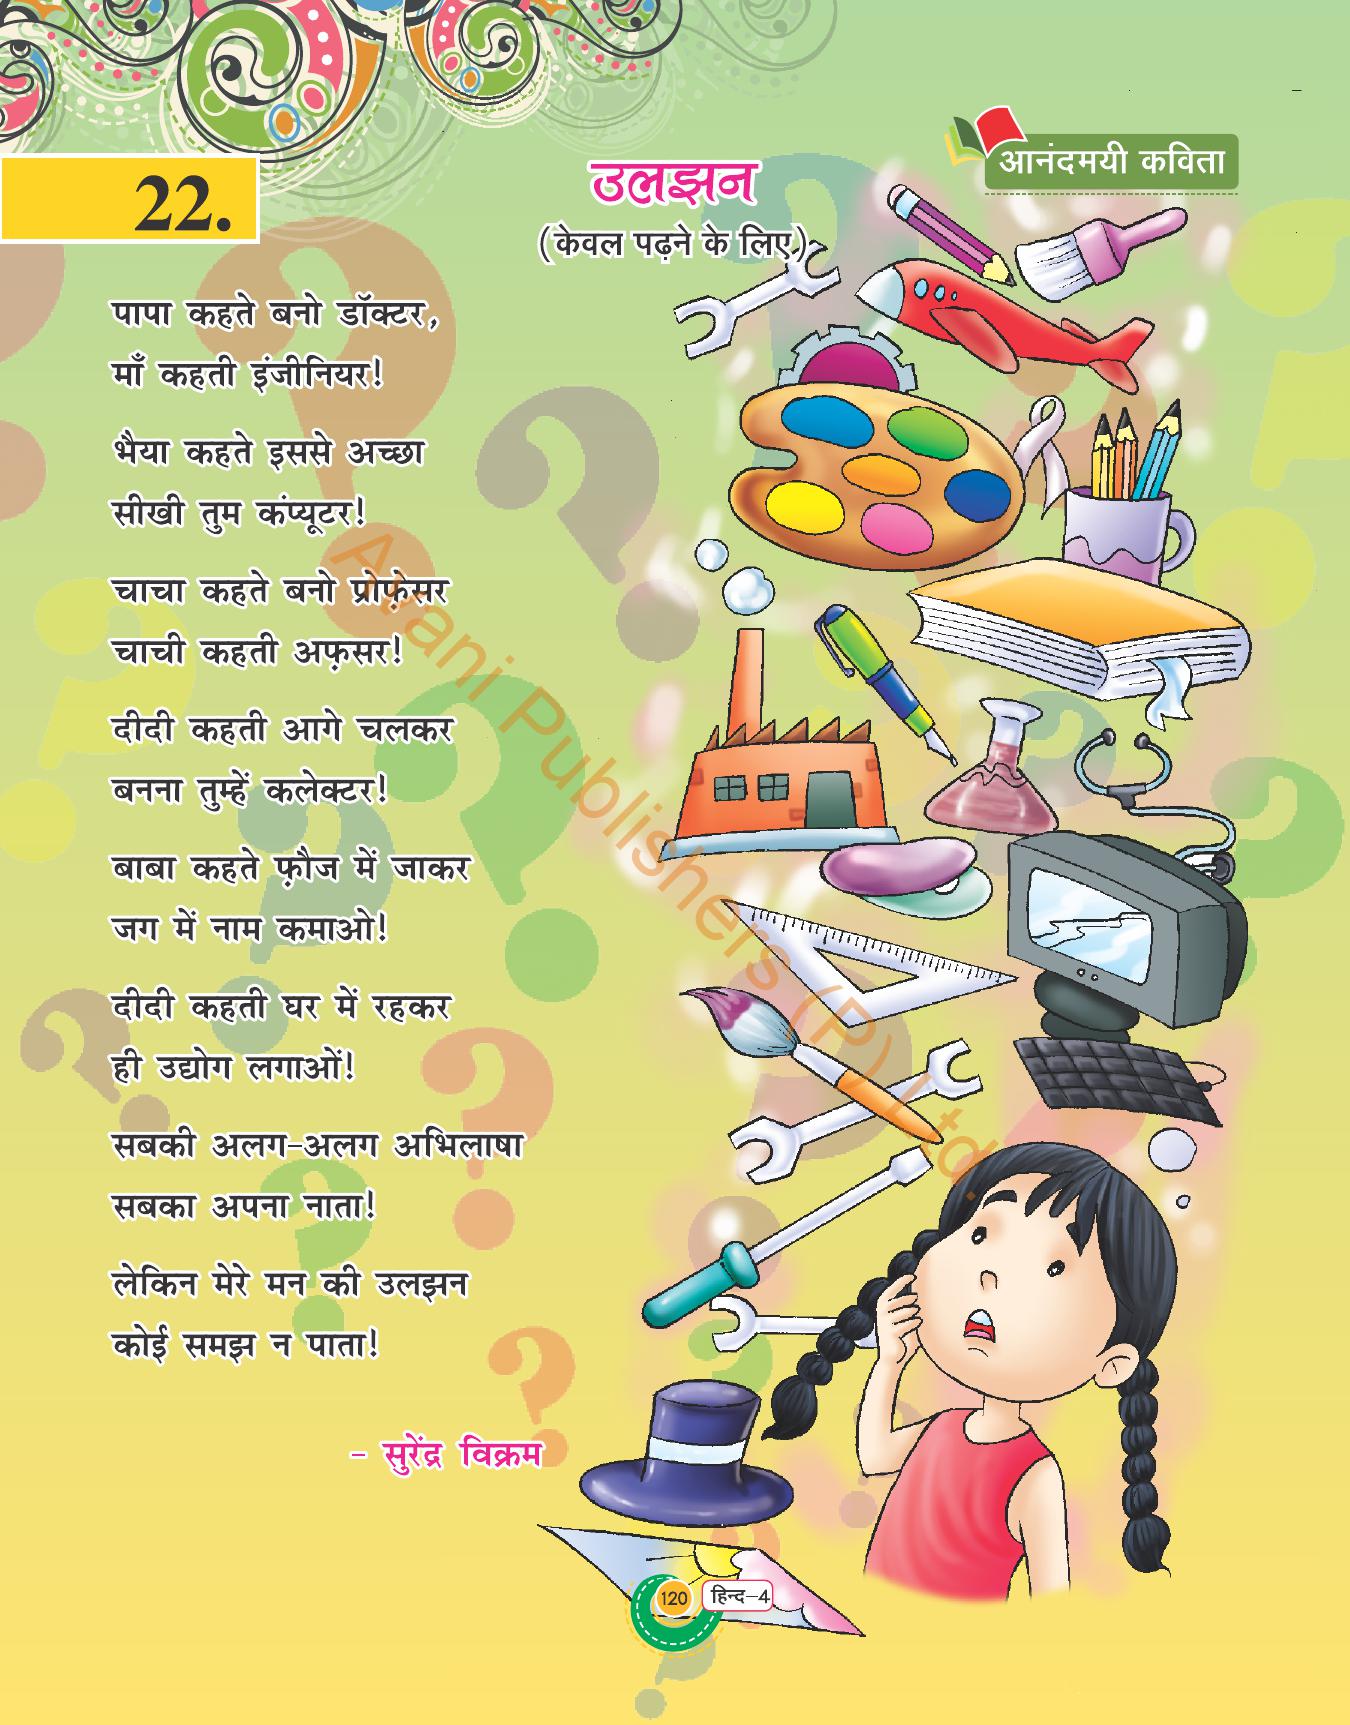 आनंदमयी कविता
22.
उलझन
(केवल पढ़ने के लिए)
पापा कहते बनो डॉक्टर,
माँ कहती इंजीनियर!
भैया कहते इससे अच्छा
सीखी तुम कंप्यूटर!
चाचा कहते बनो प्रोफ़ेसर
चाची कहती अफ़सर!
दीदी कहती आगे चलकर
बनना तुम्हें कलेक्टर!
बाबा कहते फ़ौज में जाकर
जग में नाम कमाओ!
दीदी कहती घर में रहकर
ही उद्योग लगाओं!
सबकी अलग-अलग अभिलाषा
सबका अपना नाता!
लेकिन मेरे मन की उलझन
कोई समझ न पाता!
- सुरेंद्र विक्रम
Avani Publishers (P) Ltd.
120 हिन्द-4